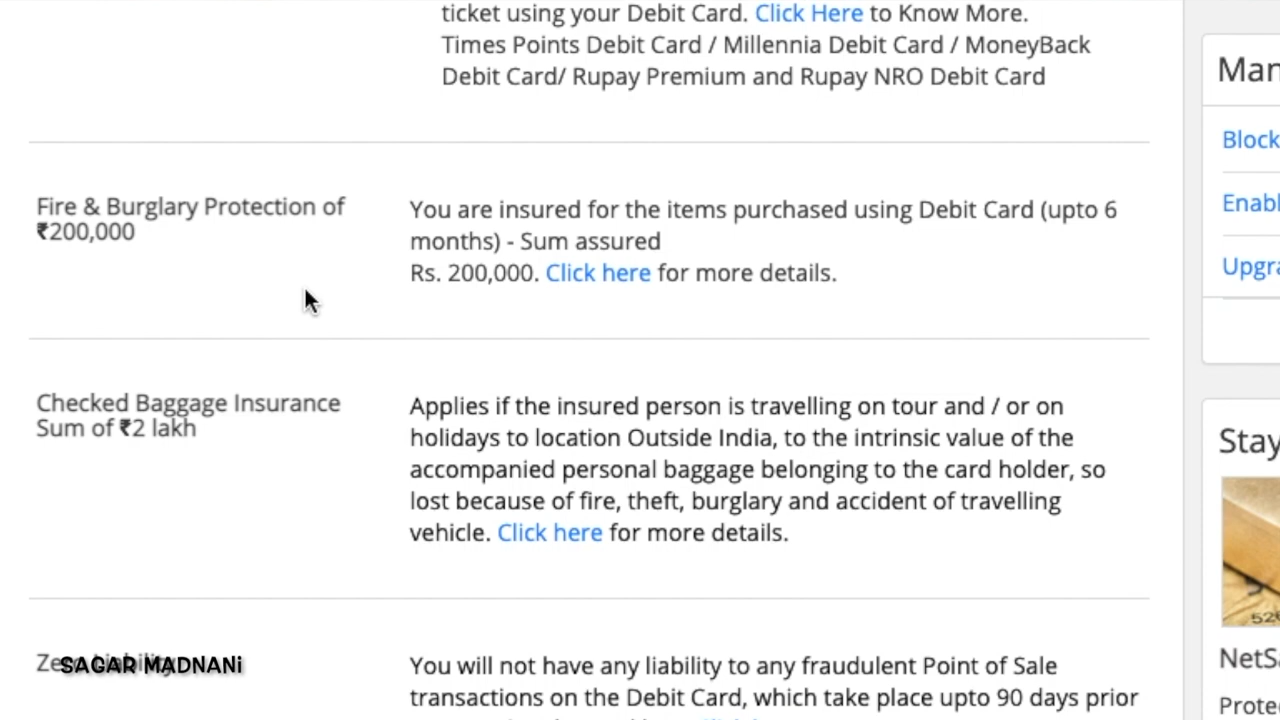 ticket using your Debit Card. Click Here to Know More.
Times Points Debit Card / Millennia Debit Card / MoneyBack
Debit Card/ Rupay Premium and Rupay NRO Debit Card
Fire & Burglary Protection of
₹200,000
You are insured for the items purchased using Debit Card (upto 6
months) - Sum assured
Rs. 200,000. Click here for more details.
Checked Baggage Insurance
Sum of ₹2 lakh
Applies if the insured person is travelling on tour and / or on
holidays to location Outside India, to the intrinsic value of the
accompanied personal baggage belonging to the card holder, so
lost because of fire, theft, burglary and accident of travelling
vehicle. Click here for more details.
Zero Liability
SAGAR MADNANi
You will not have any liability to any fraudulent Point of Sale
transactions on the Debit Card, which take place upto 90 days prior
Man
Block
Enabl
Upgra
Stay
NetSa
Prote